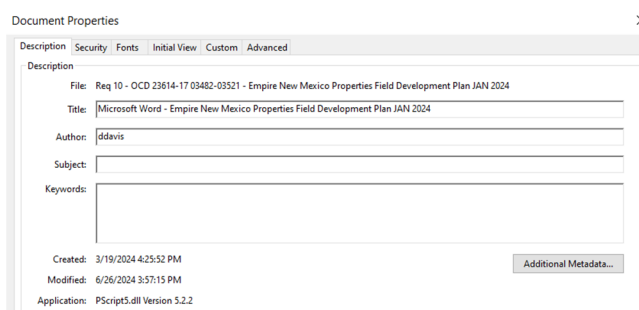 Document Properties
Description Security Fonts Initial View Custom Advanced
Description
File: Req 10 - OCD 23614-17 03482-03521 - Empire New Mexico Properties Field Development Plan JAN 2024
Title: Microsoft Word - Empire New Mexico Properties Field Development Plan JAN 2024
Author: ddavis
Subject:
Keywords:
Created: 3/19/2024 4:25:52 PM
Additional Metadata...
Modified: 6/26/2024 3:57:15 PM
Application: PScript5.dll Version 5.2.2